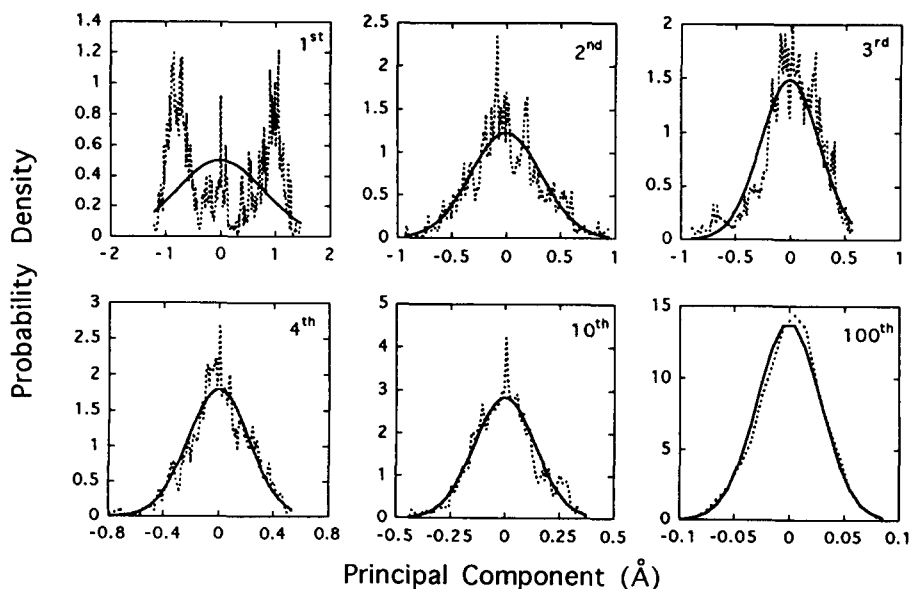 Probability Density
1.4
1.2
1
0.8
0.6
0.4
0.2
0
-2 -1 0 1 2
1st
2.5
2
1.5
1
0.5
0
-1 -0.5 0 0.5 1
2nd
2
1.5
1
0.5
0
-1 -0.5 0 0.5 1
3rd
3
2.5
2
1.5
1
0.5
0
-0.8 -0.4 0 0.4 0.8
4th
5
4
3
2
1
0
-0.5 -0.25 0 0.25 0.5
10th
15
10
5
0
-0.1 -0.05 0 0.05 0.1
100th
Principal Component (Å)